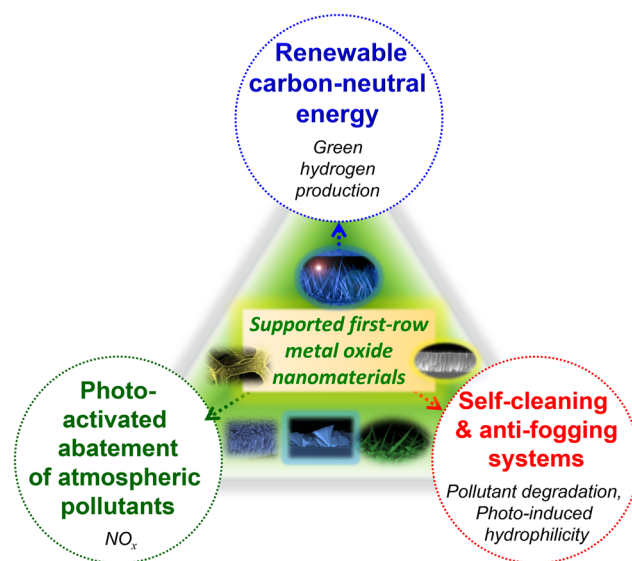 Renewable
carbon-neutral
energy
Green
hydrogen
production
Supported first-row
metal oxide
nanomaterials
Photo-
activated
abatement
of atmospheric
pollutants
NOx
Self-cleaning
& anti-fogging
systems
Pollutant degradation,
Photo-induced
hydrophilicity